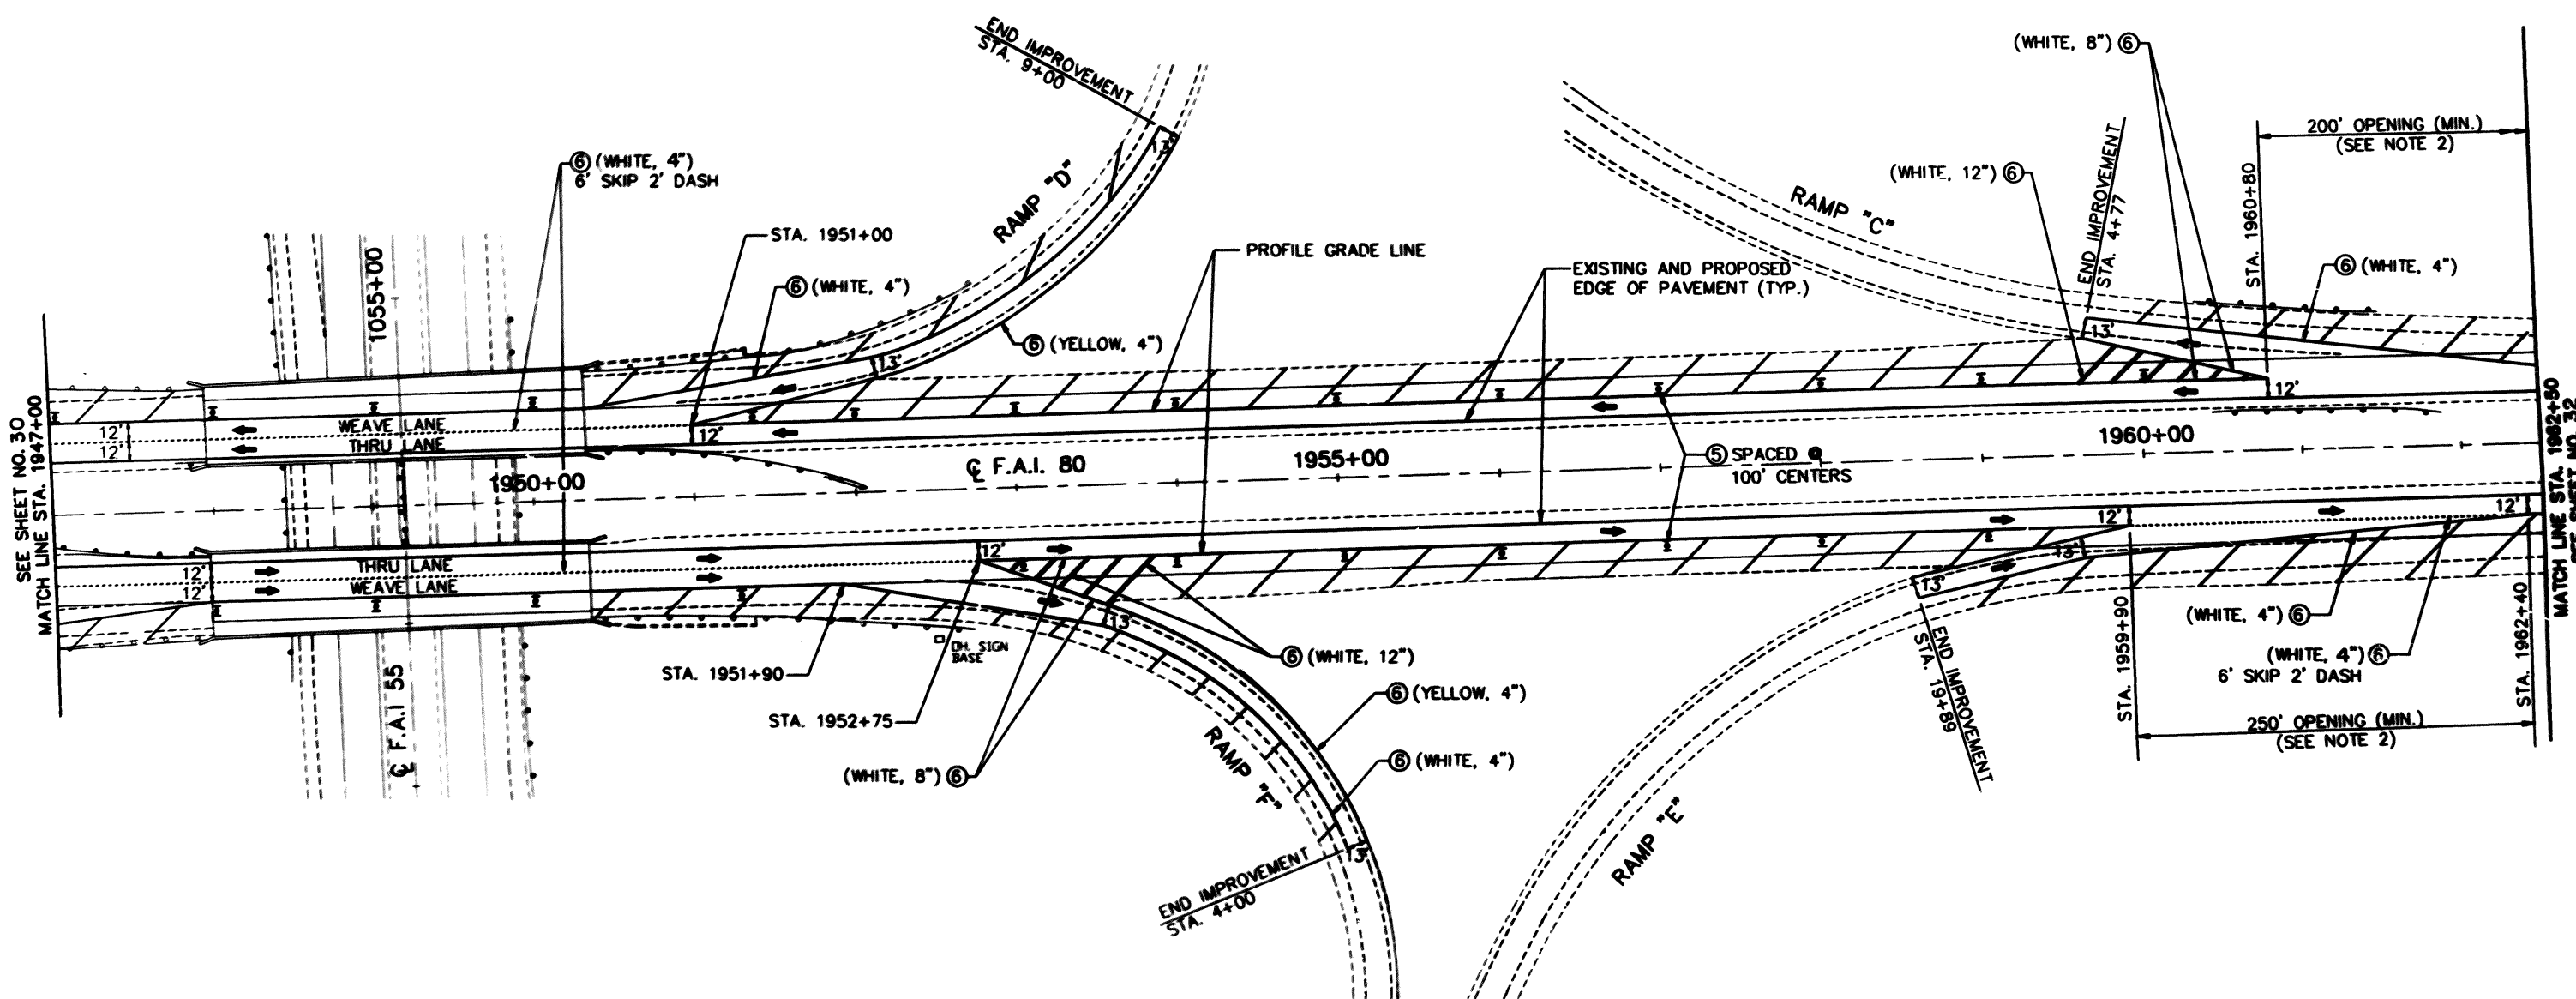 END IMPROVEMENT
STA. 9+00
(WHITE, 8") ⑥
200' OPENING (MIN.)
(SEE NOTE 2)
⑥ (WHITE, 4")
6' SKIP 2' DASH
RAMP "D"
13'
(WHITE, 12") ⑥
END IMPROVEMENT
STA. 4+77
STA. 1960+80
RAMP "C"
STA. 1951+00
PROFILE GRADE LINE
EXISTING AND PROPOSED
EDGE OF PAVEMENT (TYP.)
⑥ (WHITE, 4")
1055+00
⑥ (WHITE, 4")
⑥ (YELLOW, 4")
13'
13'
12'
SEE SHEET NO. 30
MATCH LINE STA. 1947+00
12'
12'
WEAVE LANE
THRU LANE
12'
1950+00
℄ F.A.I. 80
1955+00
⑤ SPACED @
100' CENTERS
1960+00
MATCH LINE STA. 1962+50
SEE SHEET NO. 32
12'
12'
THRU LANE
WEAVE LANE
12'
12'
12'
13'
13'
13'
OH. SIGN
BASE
STA. 1951+90
STA. 1952+75
⑥ (WHITE, 12")
⑥ (YELLOW, 4")
⑥ (WHITE, 4")
(WHITE, 8") ⑥
℄ F.A.I 55
RAMP "F"
13'
END IMPROVEMENT
STA. 4+00
RAMP "E"
END IMPROVEMENT
STA. 19+89
STA. 1959+90
(WHITE, 4") ⑥
(WHITE, 4") ⑥
6' SKIP 2' DASH
STA. 1962+40
250' OPENING (MIN.)
(SEE NOTE 2)